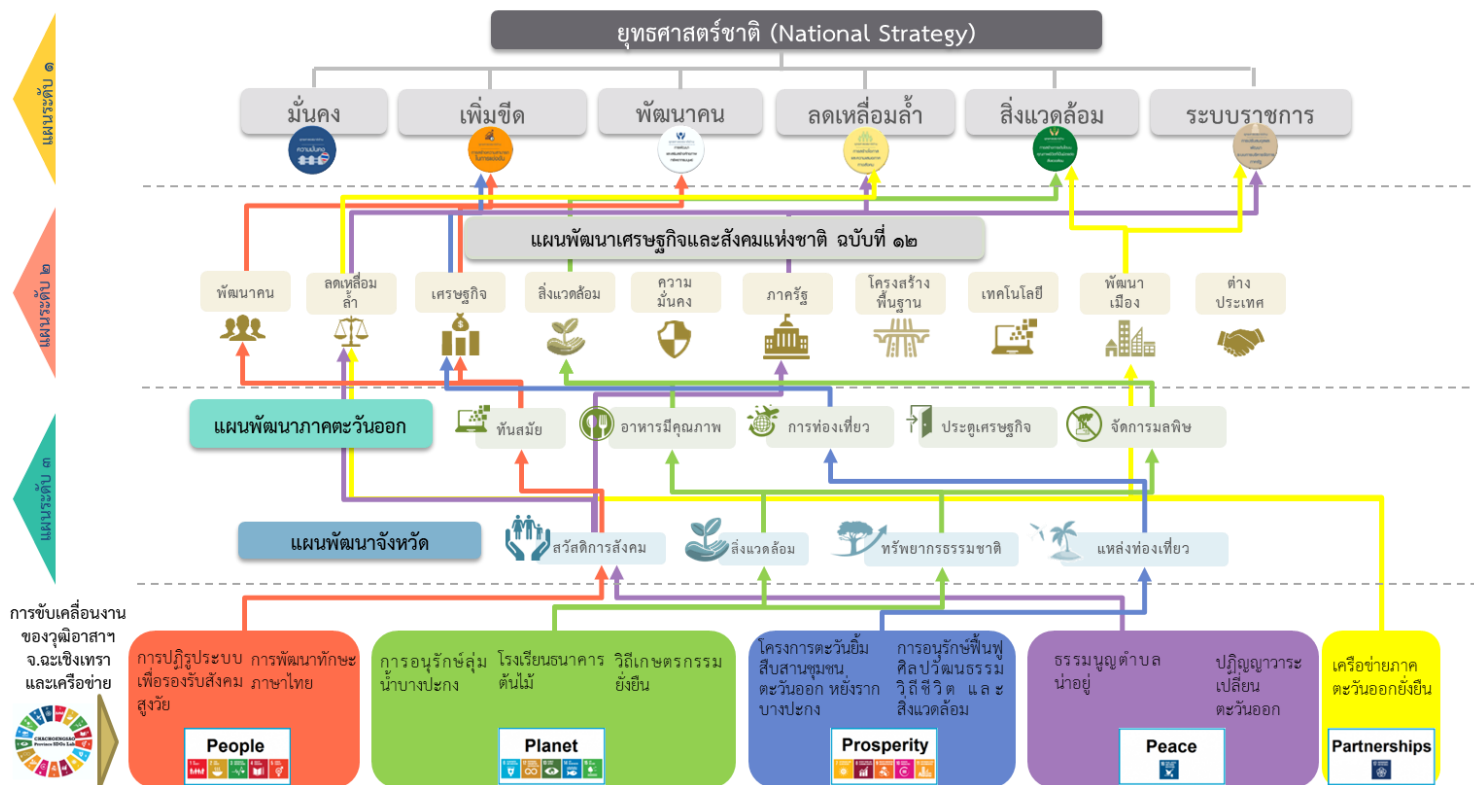 ยุทธศาสตร์ชาติ (National Strategy)
แผนระดับ ๑
มั่นคง
เพิ่มขีด
พัฒนาคน
ลดเหลื่อมล้ำ
สิ่งแวดล้อม
ระบบราชการ
ความมั่นคง
แผนระดับ ๒
แผนพัฒนาเศรษฐกิจและสังคมแห่งชาติ ฉบับที่ ๑๒
พัฒนาคน
ลดเหลื่อม
ล้ำ
เศรษฐกิจ
สิ่งแวดล้อม
ความ
มั่นคง
ภาครัฐ
โครงสร้าง
พื้นฐาน
เทคโนโลยี
พัฒนา
เมือง
ต่าง
ประเทศ
แผนระดับ ๓
แผนพัฒนาภาคตะวันออก
ทันสมัย
อาหารมีคุณภาพ
การท่องเที่ยว
ประตูเศรษฐกิจ
จัดการมลพิษ
แผนพัฒนาจังหวัด
สวัสดิการสังคม
สิ่งแวดล้อม
ทรัพยากรธรรมชาติ
แหล่งท่องเที่ยว
การขับเคลื่อนงาน
ของวุฒิอาสาฯ
จ.ฉะเชิงเทรา
และเครือข่าย
CHACHOENGSAO
Province SDGs Lab
การปฏิรูประบบ
เพื่อรองรับสังคม
สูงวัย
การพัฒนาทักษะ
ภาษาไทย
People
การอนุรักษ์ลุ่ม
น้ำบางปะกง
โรงเรียนธนาคาร
ต้นไม้
วิถีเกษตรกรรม
ยั่งยืน
Planet
โครงการตะวันยิ้ม
สืบสานชุมชน
ตะวันออก หยั่งราก
บางปะกง
การอนุรักษ์ฟื้นฟู
ศิลปวัฒนธรรม
วิถีชีวิต และ
สิ่งแวดล้อม
Prosperity
ธรรมนูญตำบล
น่าอยู่
ปฏิญญาวาระ
เปลี่ยน
ตะวันออก
Peace
เครือข่ายภาค
ตะวันออกยั่งยืน
Partnerships